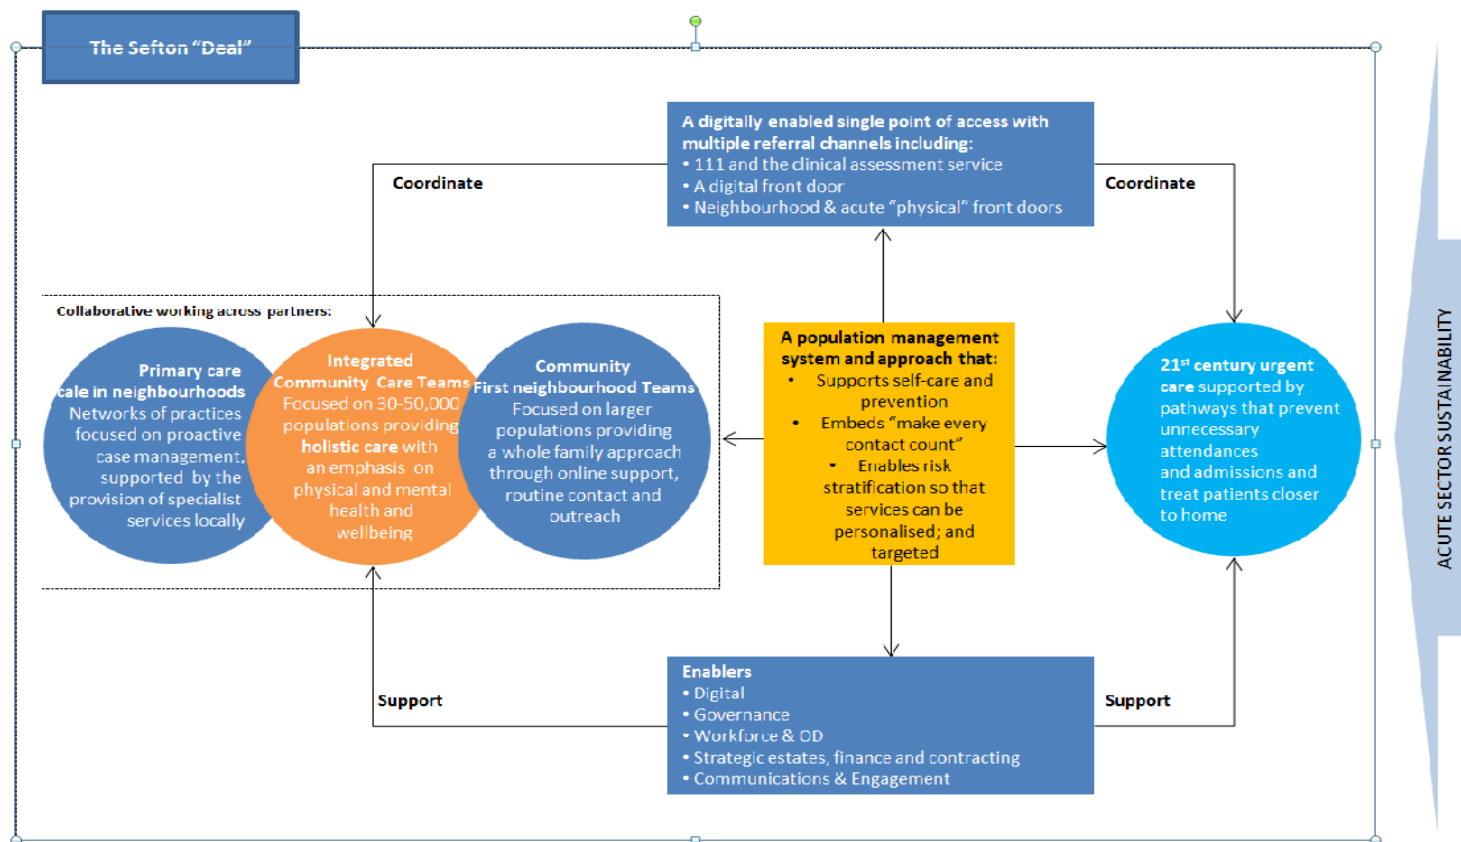 The Sefton “Deal”
A digitally enabled single point of access with
multiple referral channels including:
• 111 and the clinical assessment service
• A digital front door
• Neighbourhood & acute “physical” front doors
Coordinate
Coordinate
Collaborative working across partners:
Primary care
cale in neighbourhoods
Networks of practices
focused on proactive
case management,
supported by the
provision of specialist
services locally
Integrated
Community Care Teams
Focused on 30-50,000
populations providing
holistic care with
an emphasis on
physical and mental
health and
wellbeing
Community
First neighbourhood Teams
Focused on larger
populations providing
a whole family approach
through online support,
routine contact and
outreach
A population management
system and approach that:
• Supports self-care and
prevention
• Embeds “make every
contact count”
• Enables risk
stratification so that
services can be
personalised; and
targeted
21st century urgent
care supported by
pathways that prevent
unnecessary
attendances
and admissions and
treat patients closer
to home
ACUTE SECTOR SUSTAINABILITY
Support
Support
Enablers
• Digital
• Governance
• Workforce & OD
• Strategic estates, finance and contracting
• Communications & Engagement